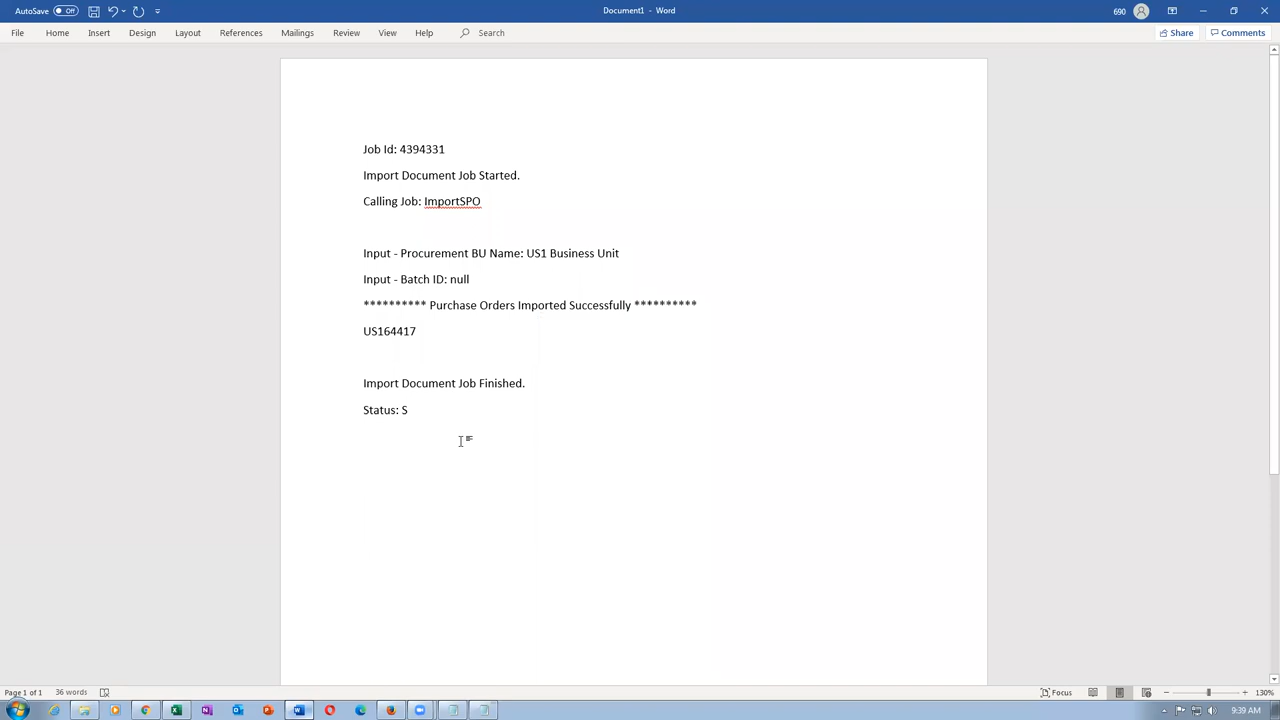 AutoSave Off
Document1 - Word
690
File Home Insert Design Layout References Mailings Review View Help Search
Share Comments
Job Id: 4394331
Import Document Job Started.
Calling Job: ImportSPO
Input - Procurement BU Name: US1 Business Unit
Input - Batch ID: null
********** Purchase Orders Imported Successfully **********
US164417
Import Document Job Finished.
Status: S
Page 1 of 1 36 words
Focus
130%
9:39 AM